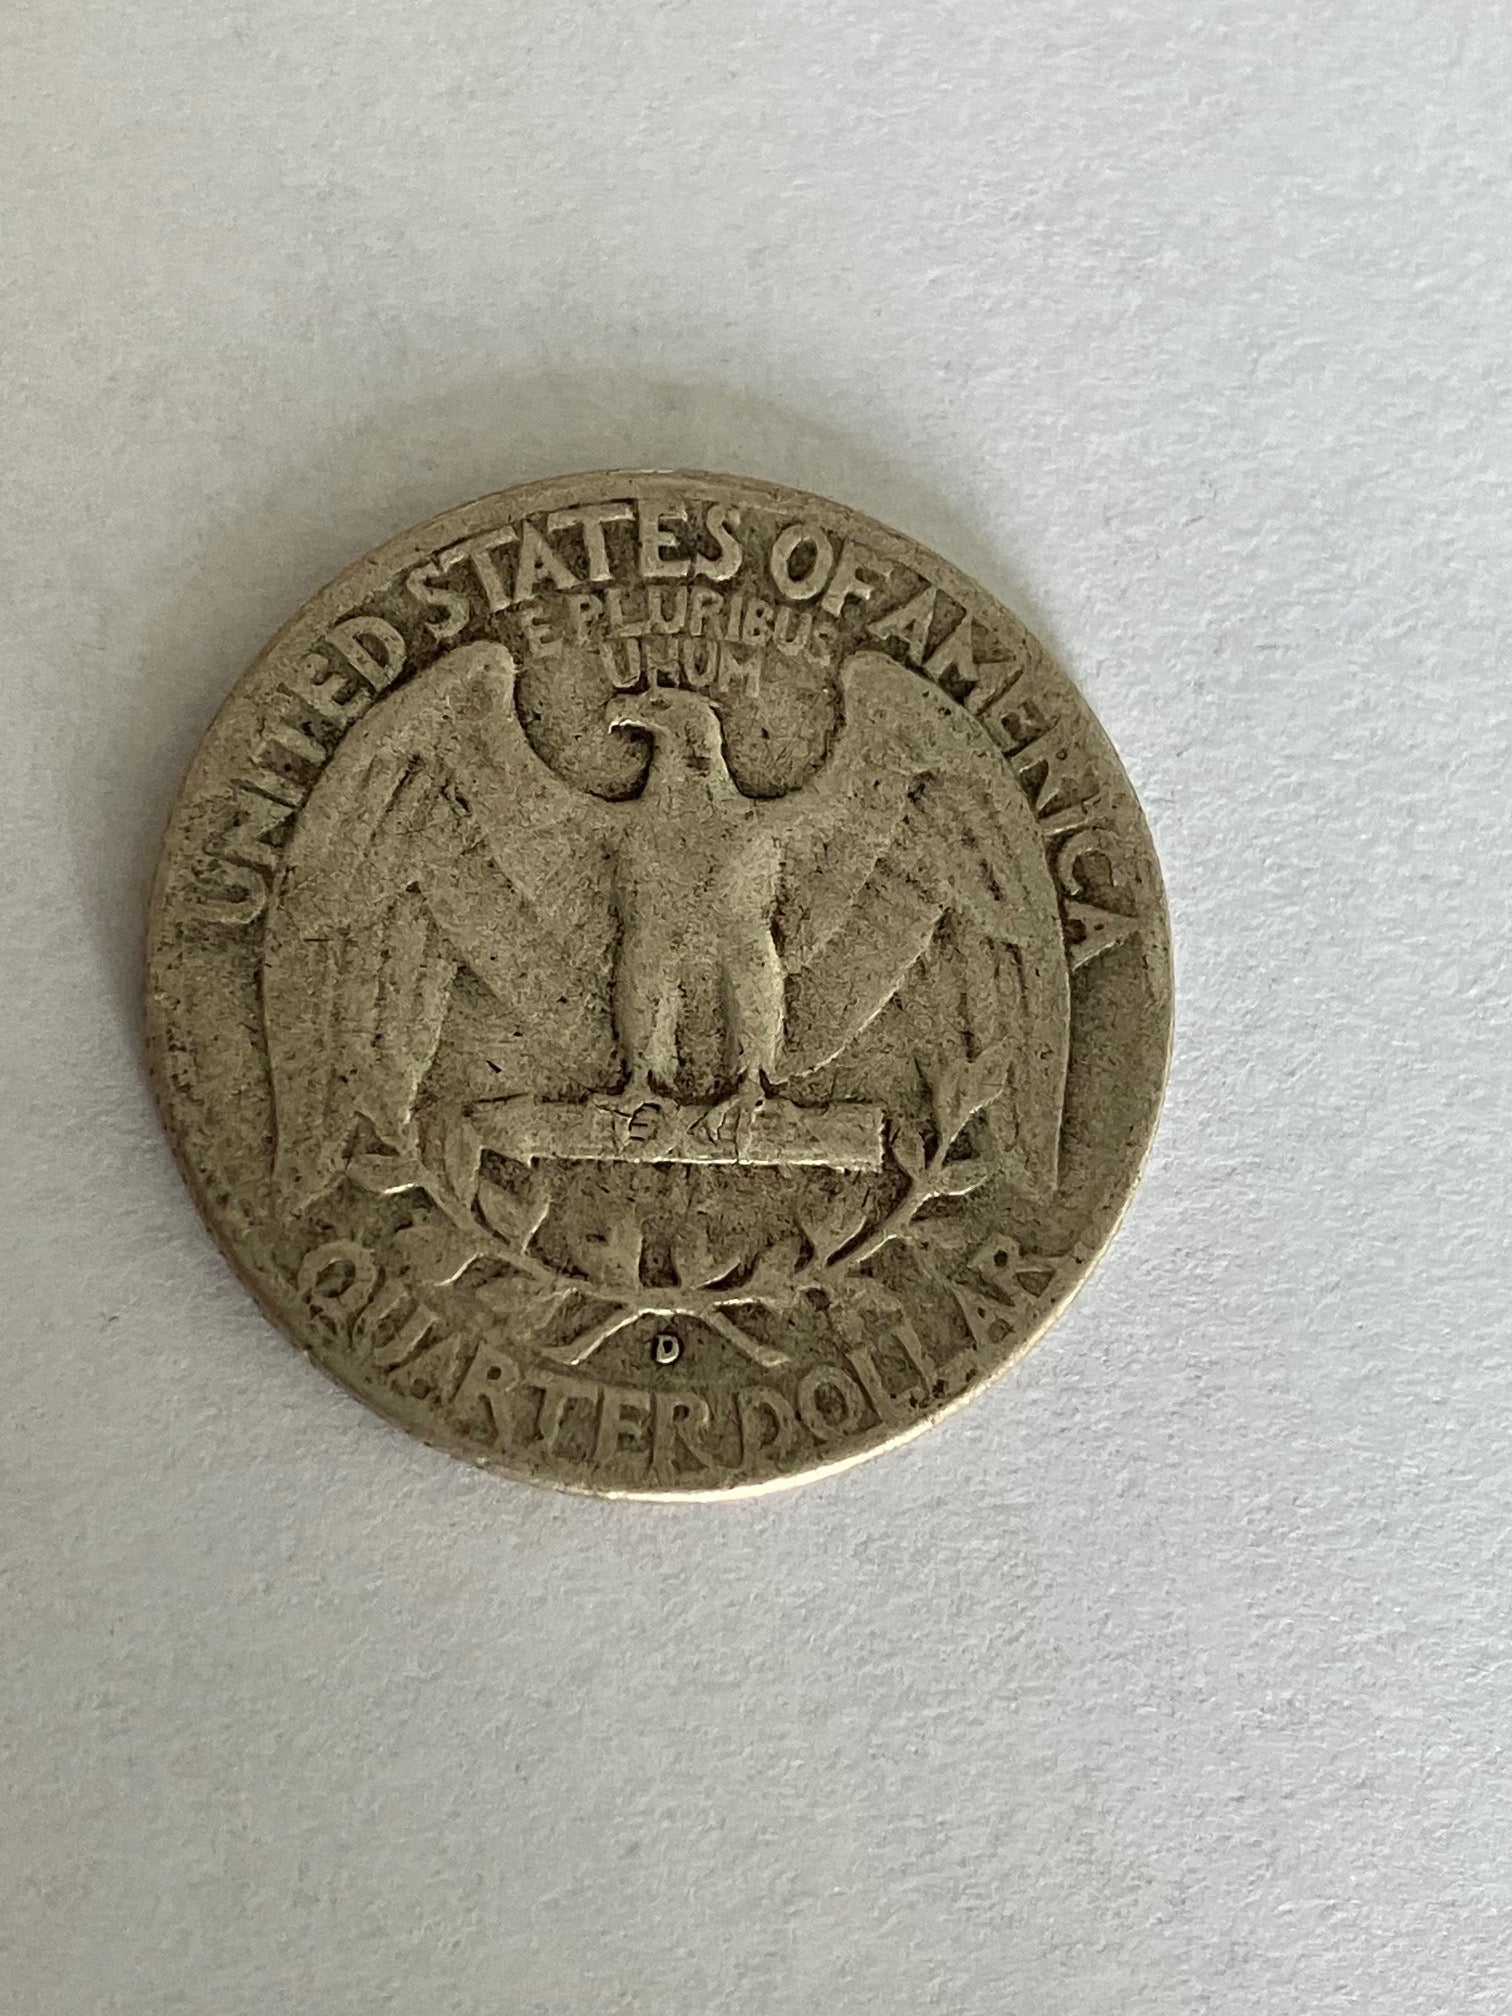 UNITED STATES OF AMERICA
E PLURIBUS
UNUM
D
QUARTER DOLLAR